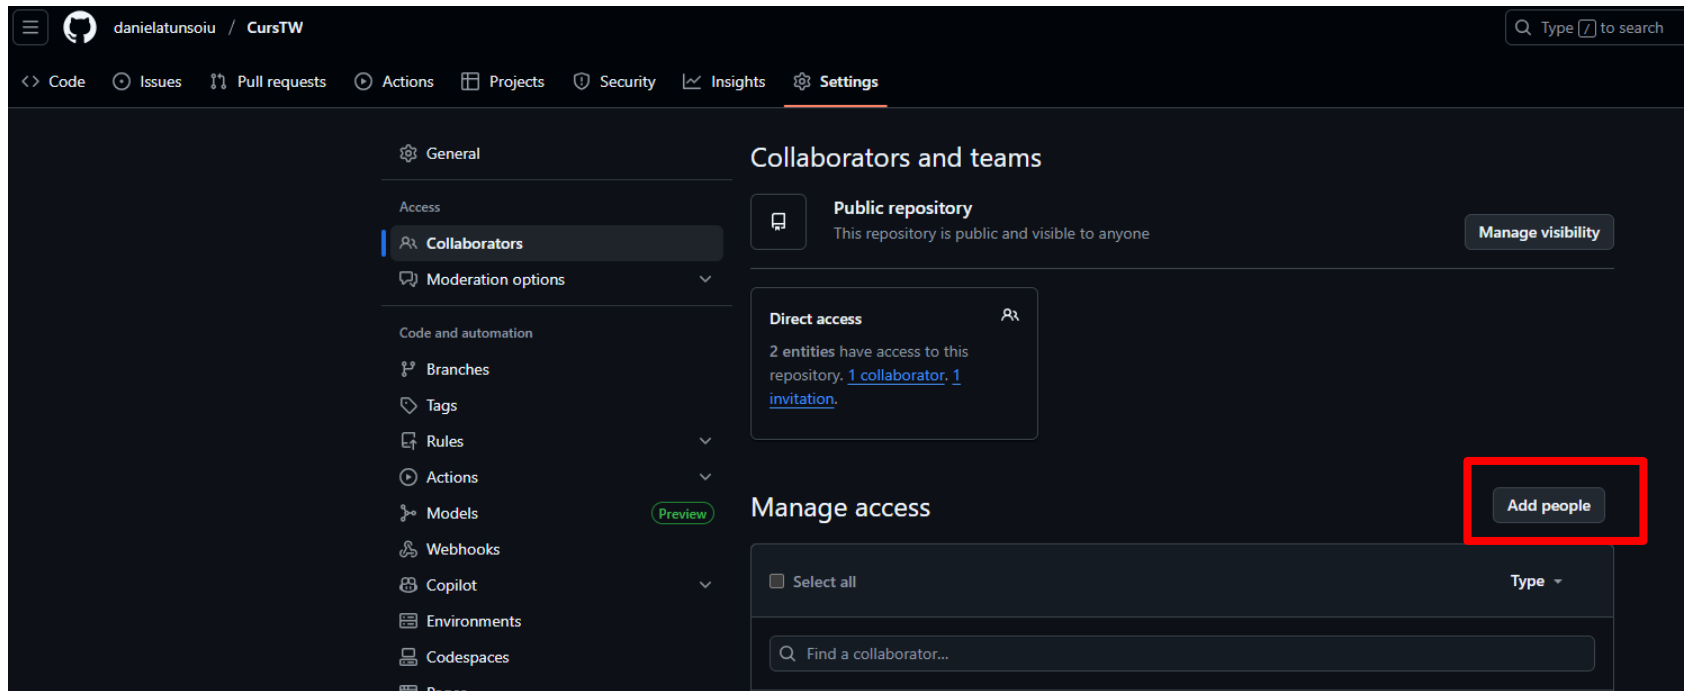 danielatunsoiu / CursTW
Type / to search
Code Issues Pull requests Actions Projects Security Insights Settings
General
Access
Collaborators
Moderation options
Code and automation
Branches
Tags
Rules
Actions
Models Preview
Webhooks
Copilot
Environments
Codespaces
Collaborators and teams
Public repository
This repository is public and visible to anyone
Manage visibility
Direct access
2 entities have access to this
repository. 1 collaborator. 1
invitation.
Manage access
Add people
Select all
Type
Find a collaborator...